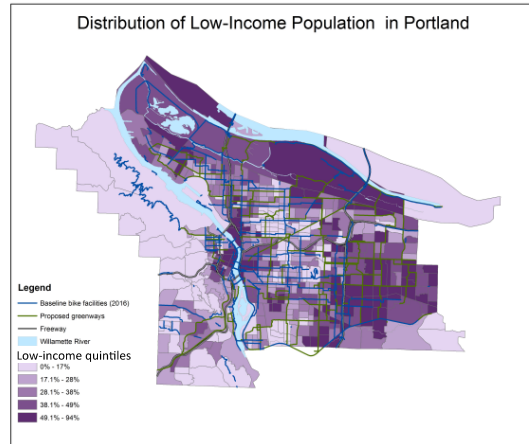 Distribution of Low-Income Population in Portland
Legend
Baseline bike facilities (2016)
Proposed greenways
Freeway
Willamette River
Low-income quintiles
0% - 17%
17.1% - 28%
28.1% - 38%
38.1% - 49%
49.1% - 94%